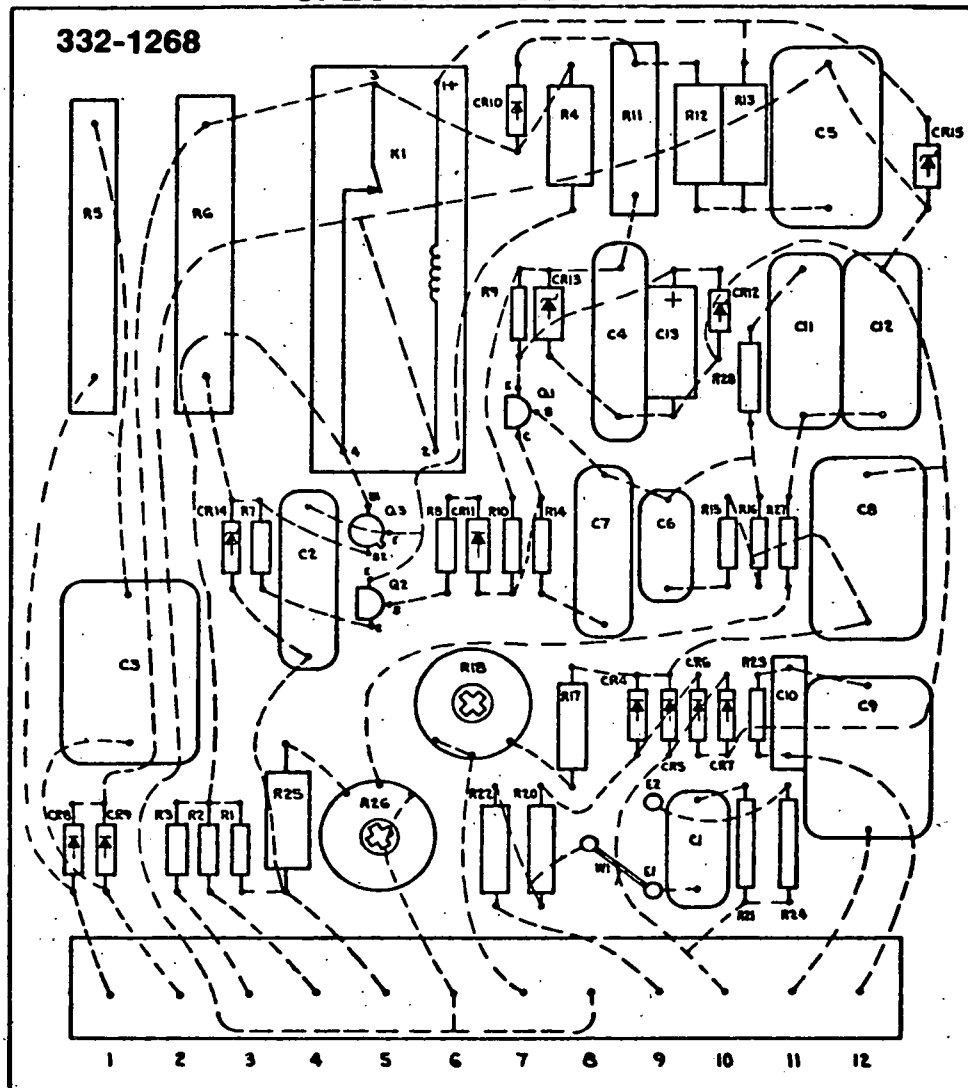 332-1268
3
1+
CR10
R4
R11
R12
R13
C5
CR15
R5
R6
K1
R9
CR13
C4
+
C13
CR12
C11
C12
R28
E
Q1
B
C
4
2
CR14
R7
C2
B1
Q3
E
B2
R8
CR11
R10
R14
C7
C6
R15
R16
R27
C8
E
Q2
B
C
C3
R18
R17
CR4
CR6
R23
C10
C9
CR5
CR7
R25
R26
R22
R20
E2
C1
CR8
CR9
R3
R2
R1
W1
E1
R21
R24
1 2 3 4 5 6 7 8 9 10 11 12